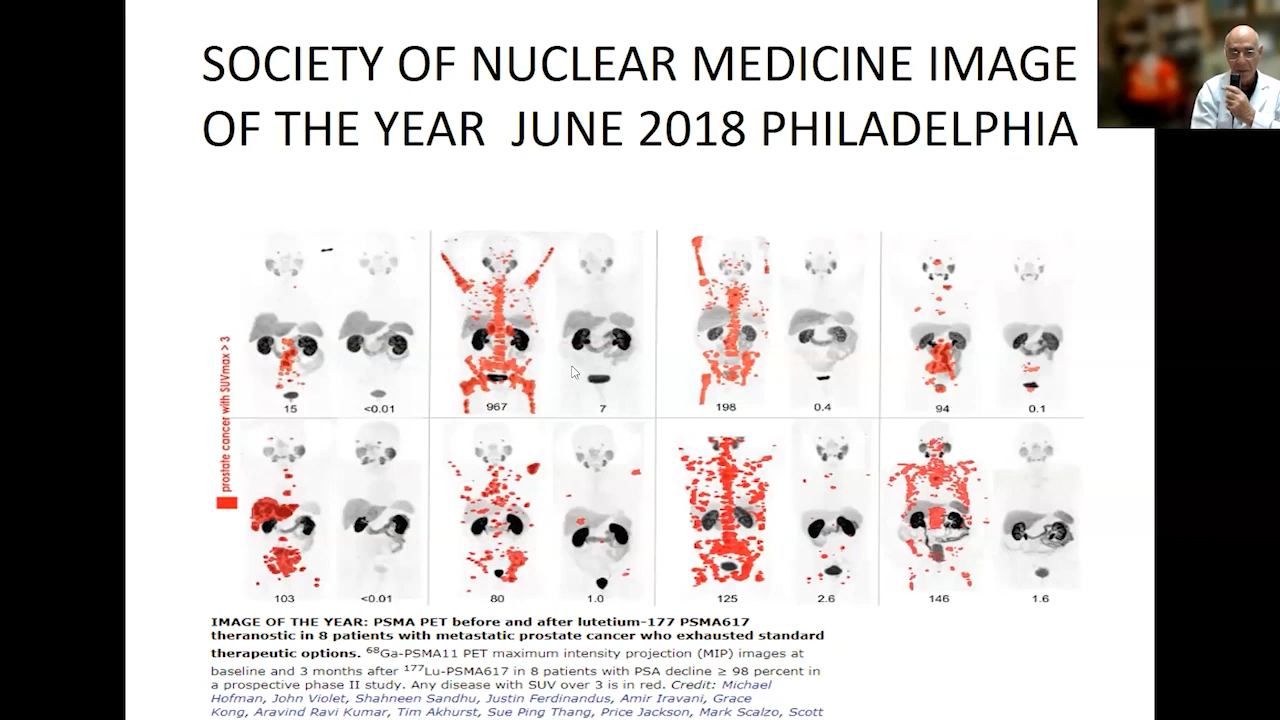 SOCIETY OF NUCLEAR MEDICINE IMAGE
OF THE YEAR JUNE 2018 PHILADELPHIA
prostate cancer with SUVmax > 3
15 <0.01 967 7 198 0.4 94 0.1
103 <0.01 80 1.0 125 2.6 146 1.6
IMAGE OF THE YEAR: PSMA PET before and after lutetium-177 PSMA617
theranostic in 8 patients with metastatic prostate cancer who exhausted standard
therapeutic options. ⁶⁸Ga-PSMA11 PET maximum intensity projection (MIP) images at
baseline and 3 months after ¹⁷⁷Lu-PSMA617 in 8 patients with PSA decline ≥ 98 percent in
a prospective phase II study. Any disease with SUV over 3 is in red. Credit: Michael
Hofman, John Violet, Shahneen Sandhu, Justin Ferdinandus, Amir Iravani, Grace
Kong, Aravind Ravi Kumar, Tim Akhurst, Sue Ping Thang, Price Jackson, Mark Scalzo, Scott